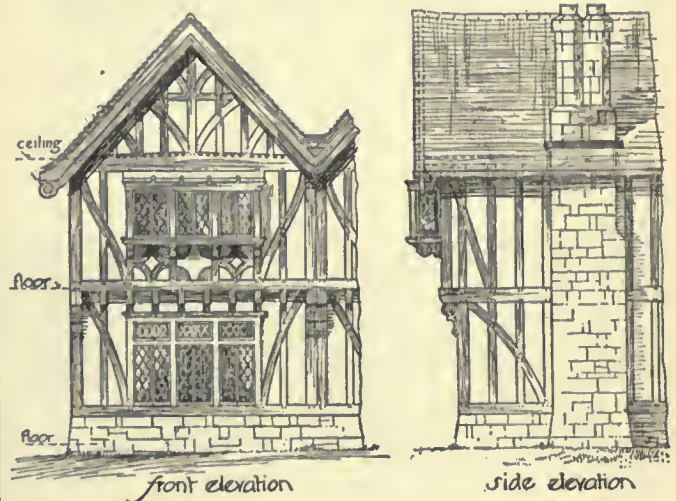 ceiling
floor
floor
front elevation
side elevation